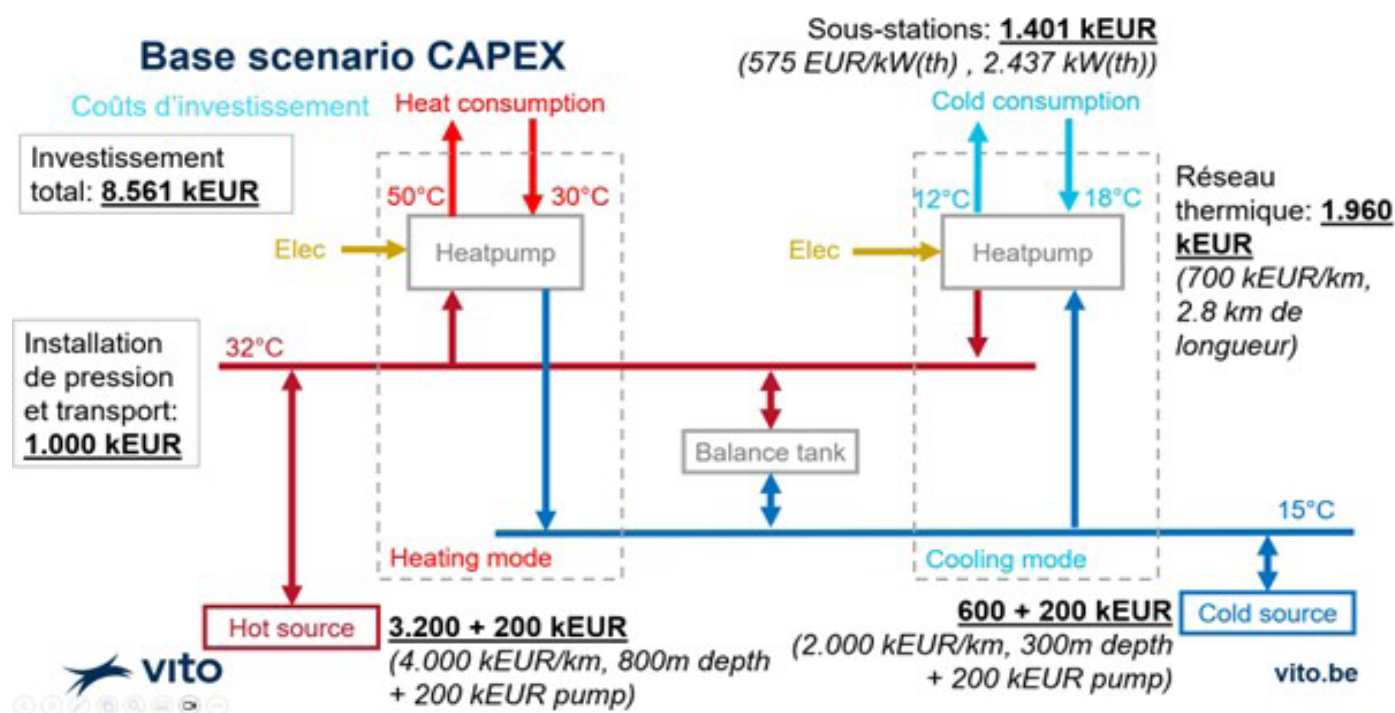 Base scenario CAPEX
Coûts d'investissement
Investissement
total: 8.561 kEUR
Sous-stations: 1.401 kEUR
(575 EUR/kW(th) , 2.437 kW(th))
Heat consumption
Cold consumption
50°C
30°C
12°C
18°C
Elec
Heatpump
Elec
Heatpump
Réseau
thermique: 1.960
kEUR
(700 kEUR/km,
2.8 km de
longueur)
Installation
de pression
et transport:
1.000 kEUR
32°C
Balance tank
15°C
Heating mode
Cooling mode
Hot source
3.200 + 200 kEUR
(4.000 kEUR/km, 800m depth
+ 200 kEUR pump)
600 + 200 kEUR
(2.000 kEUR/km, 300m depth
+ 200 kEUR pump)
Cold source
vito
vito.be